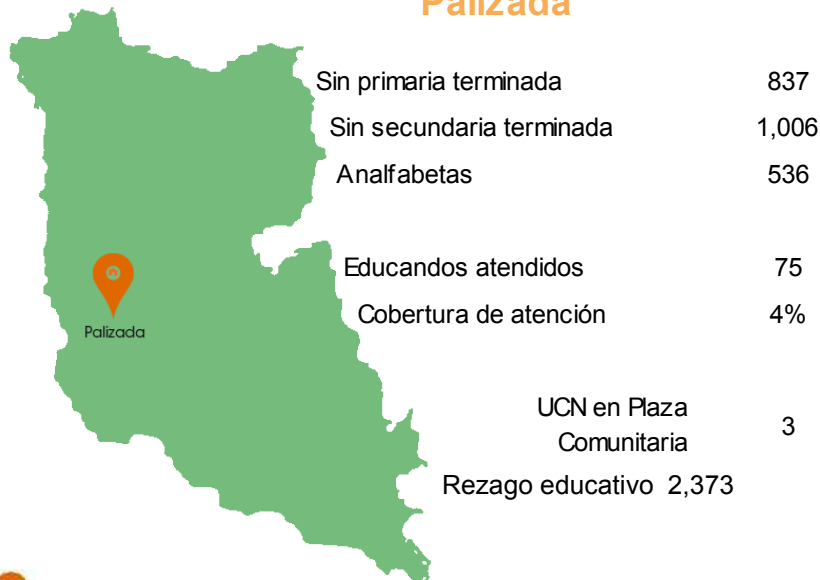 Palizada
Sin primaria terminada 837
Sin secundaria terminada 1,006
Analfabetas 536
Educandos atendidos 75
Palizada
Cobertura de atención 4%
UCN en Plaza
Comunitaria 3
Rezago educativo 2,373